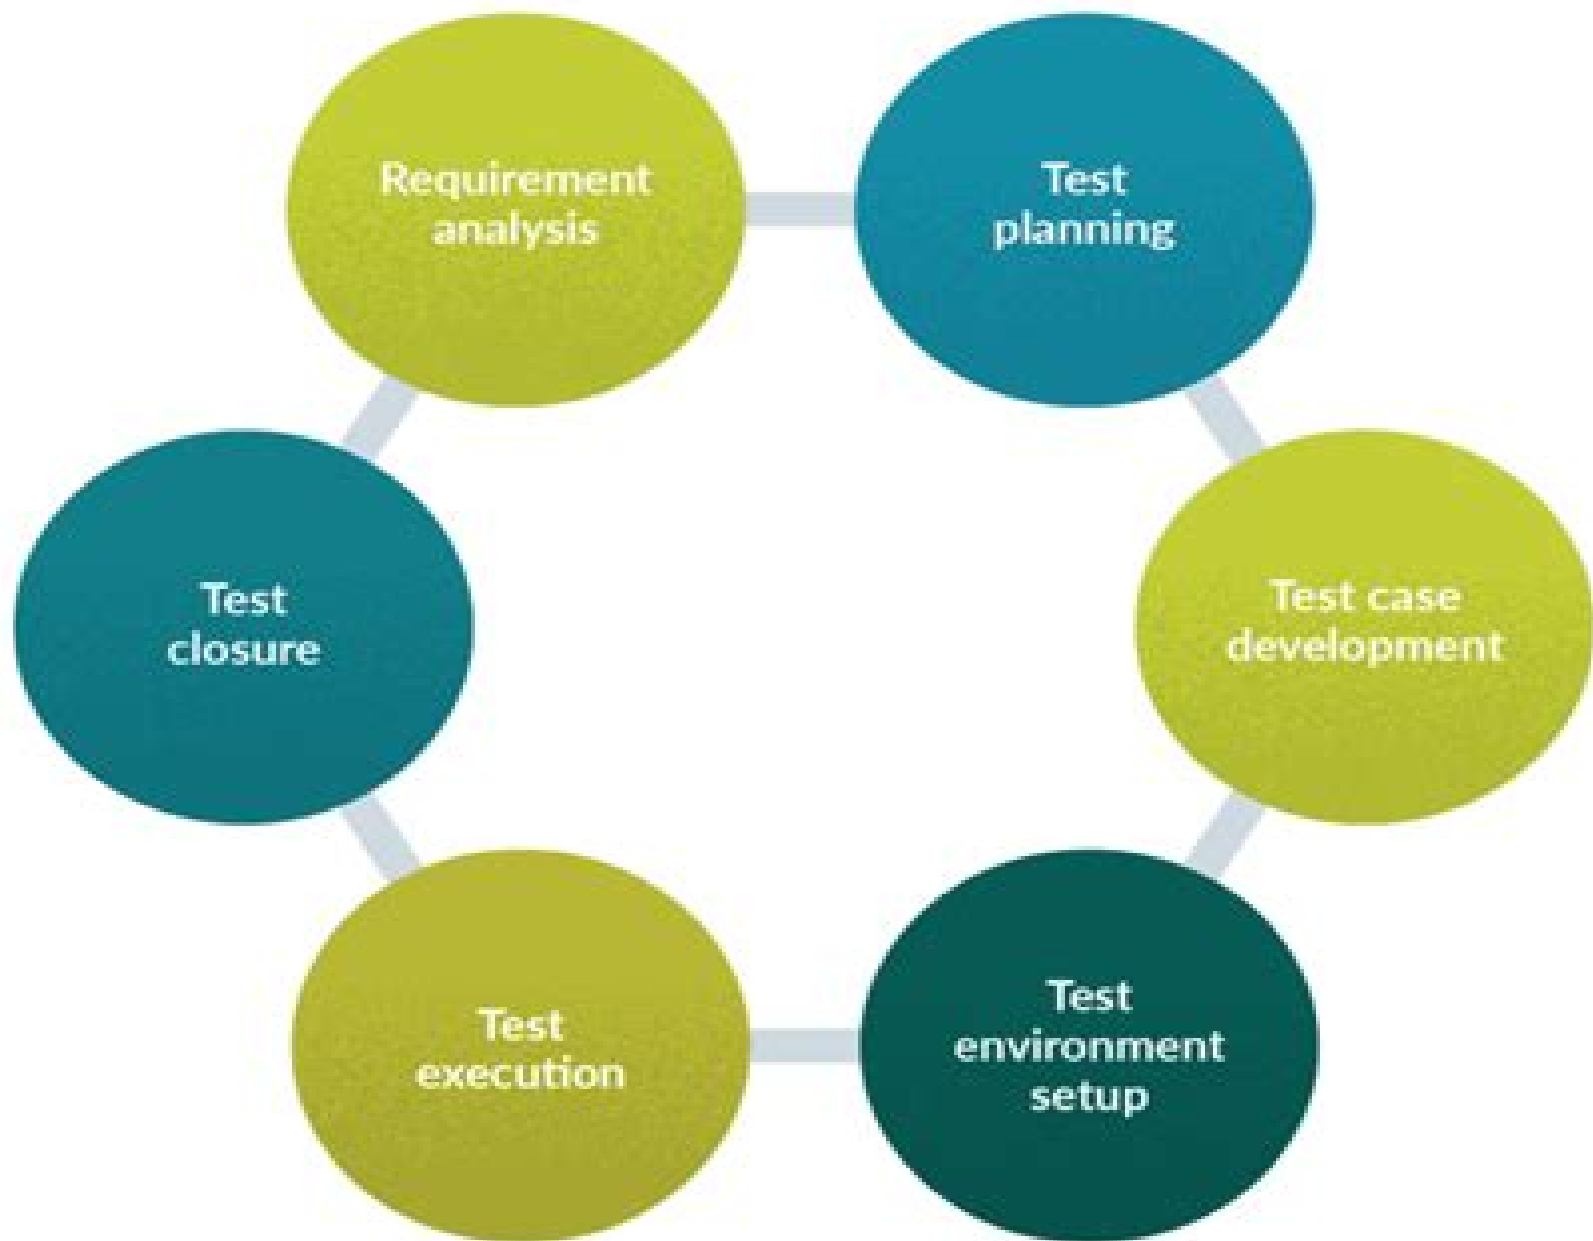 Requirement
analysis
Test
planning
Test case
development
Test
environment
setup
Test
execution
Test
closure